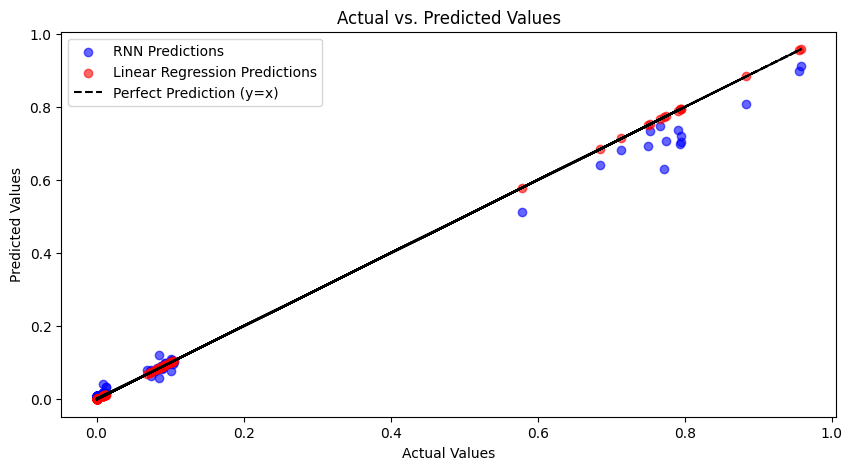 Actual vs. Predicted Values
RNN Predictions
Linear Regression Predictions
Perfect Prediction (y=x)
Predicted Values
1.0
0.8
0.6
0.4
0.2
0.0
0.0
0.2
0.4
0.6
0.8
1.0
Actual Values